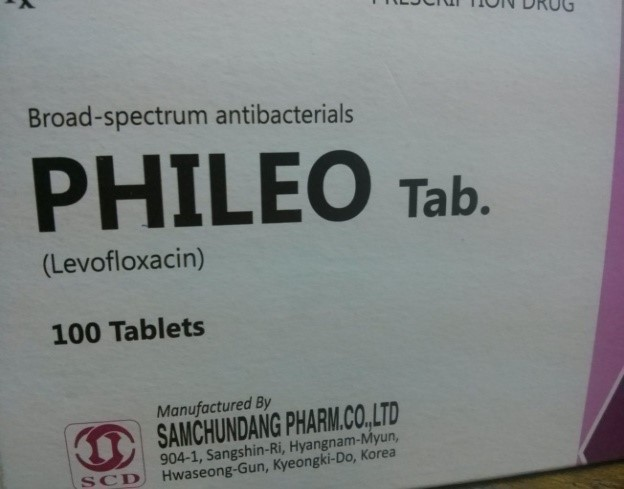 Rx
PRESCRIPTION DRUG
Broad-spectrum antibacterials
PHILEO Tab.
(Levofloxacin)
100 Tablets
Manufactured By
SAMCHUNDANG PHARM.CO.,LTD
904-1, Sangshin-Ri, Hyangnam-Myun,
Hwaseong-Gun, Kyeongki-Do, Korea
SCD